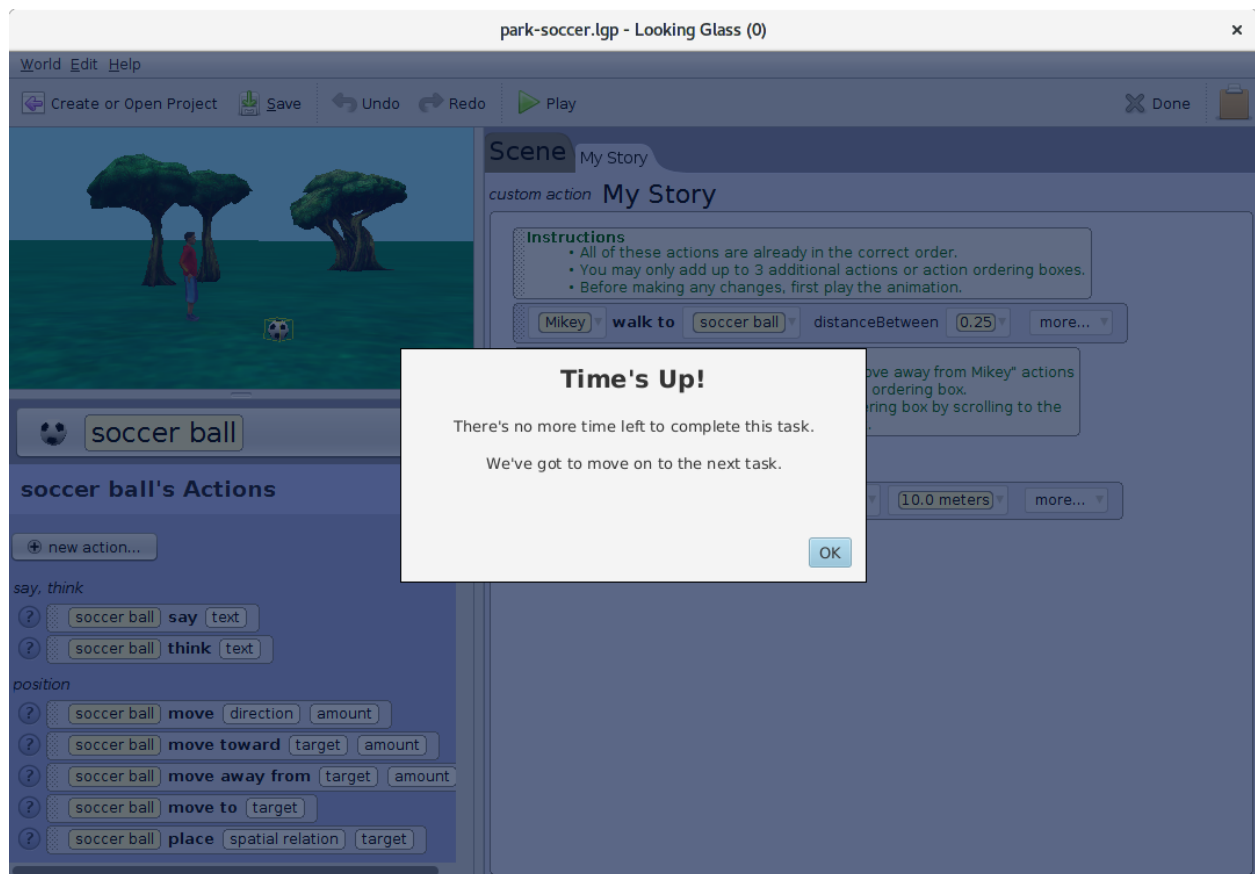 park-soccer.lgp - Looking Glass (0)
×
World Edit Help
Create or Open Project Save Undo Redo Play Done
Scene My Story
custom action My Story
Instructions
• All of these actions are already in the correct order.
• You may only add up to 3 additional actions or action ordering boxes.
• Before making any changes, first play the animation.
Mikey walk to soccer ball distanceBetween 0.25 more...
ove away from Mikey" actions
ordering box.
ring box by scrolling to the
.
10.0 meters more...
Time's Up!
There's no more time left to complete this task.
We've got to move on to the next task.
OK
soccer ball
soccer ball's Actions
new action...
say, think
? soccer ball say text
? soccer ball think text
position
? soccer ball move direction amount
? soccer ball move toward target amount
? soccer ball move away from target amount
? soccer ball move to target
? soccer ball place spatial relation target